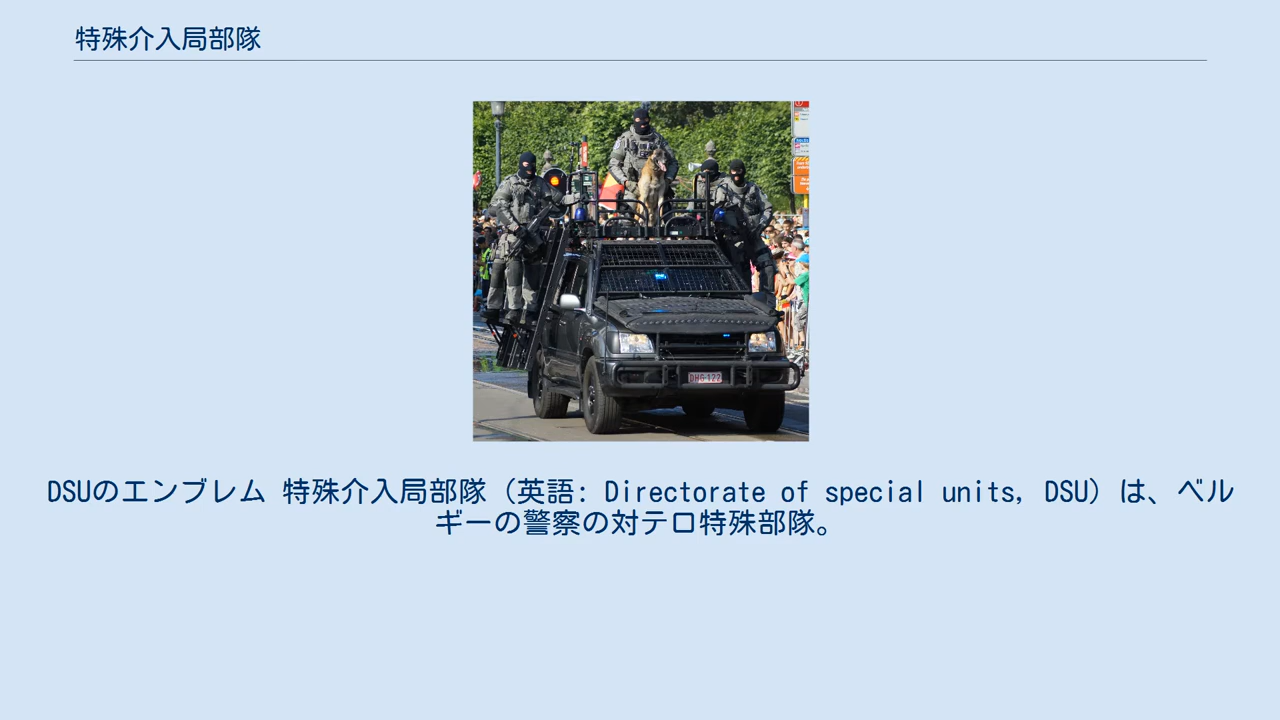 特殊介入局部隊
DHG-122
DSUのエンブレム 特殊介入局部隊（英語: Directorate of special units, DSU）は、ベル
ギーの警察の対テロ特殊部隊。